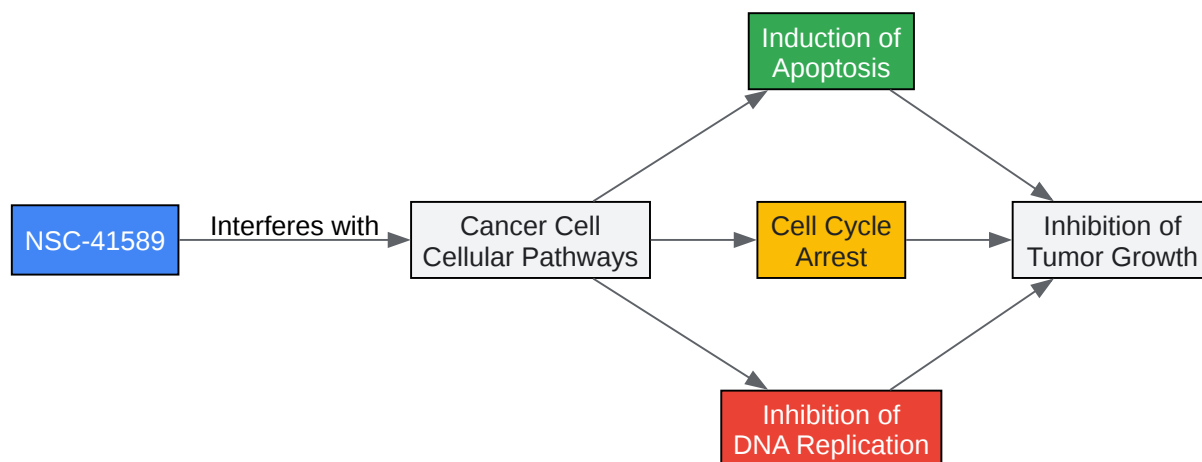 Induction of
Apoptosis
NSC-41589
Interferes with
Cancer Cell
Cellular Pathways
Cell Cycle
Arrest
Inhibition of
Tumor Growth
Inhibition of
DNA Replication